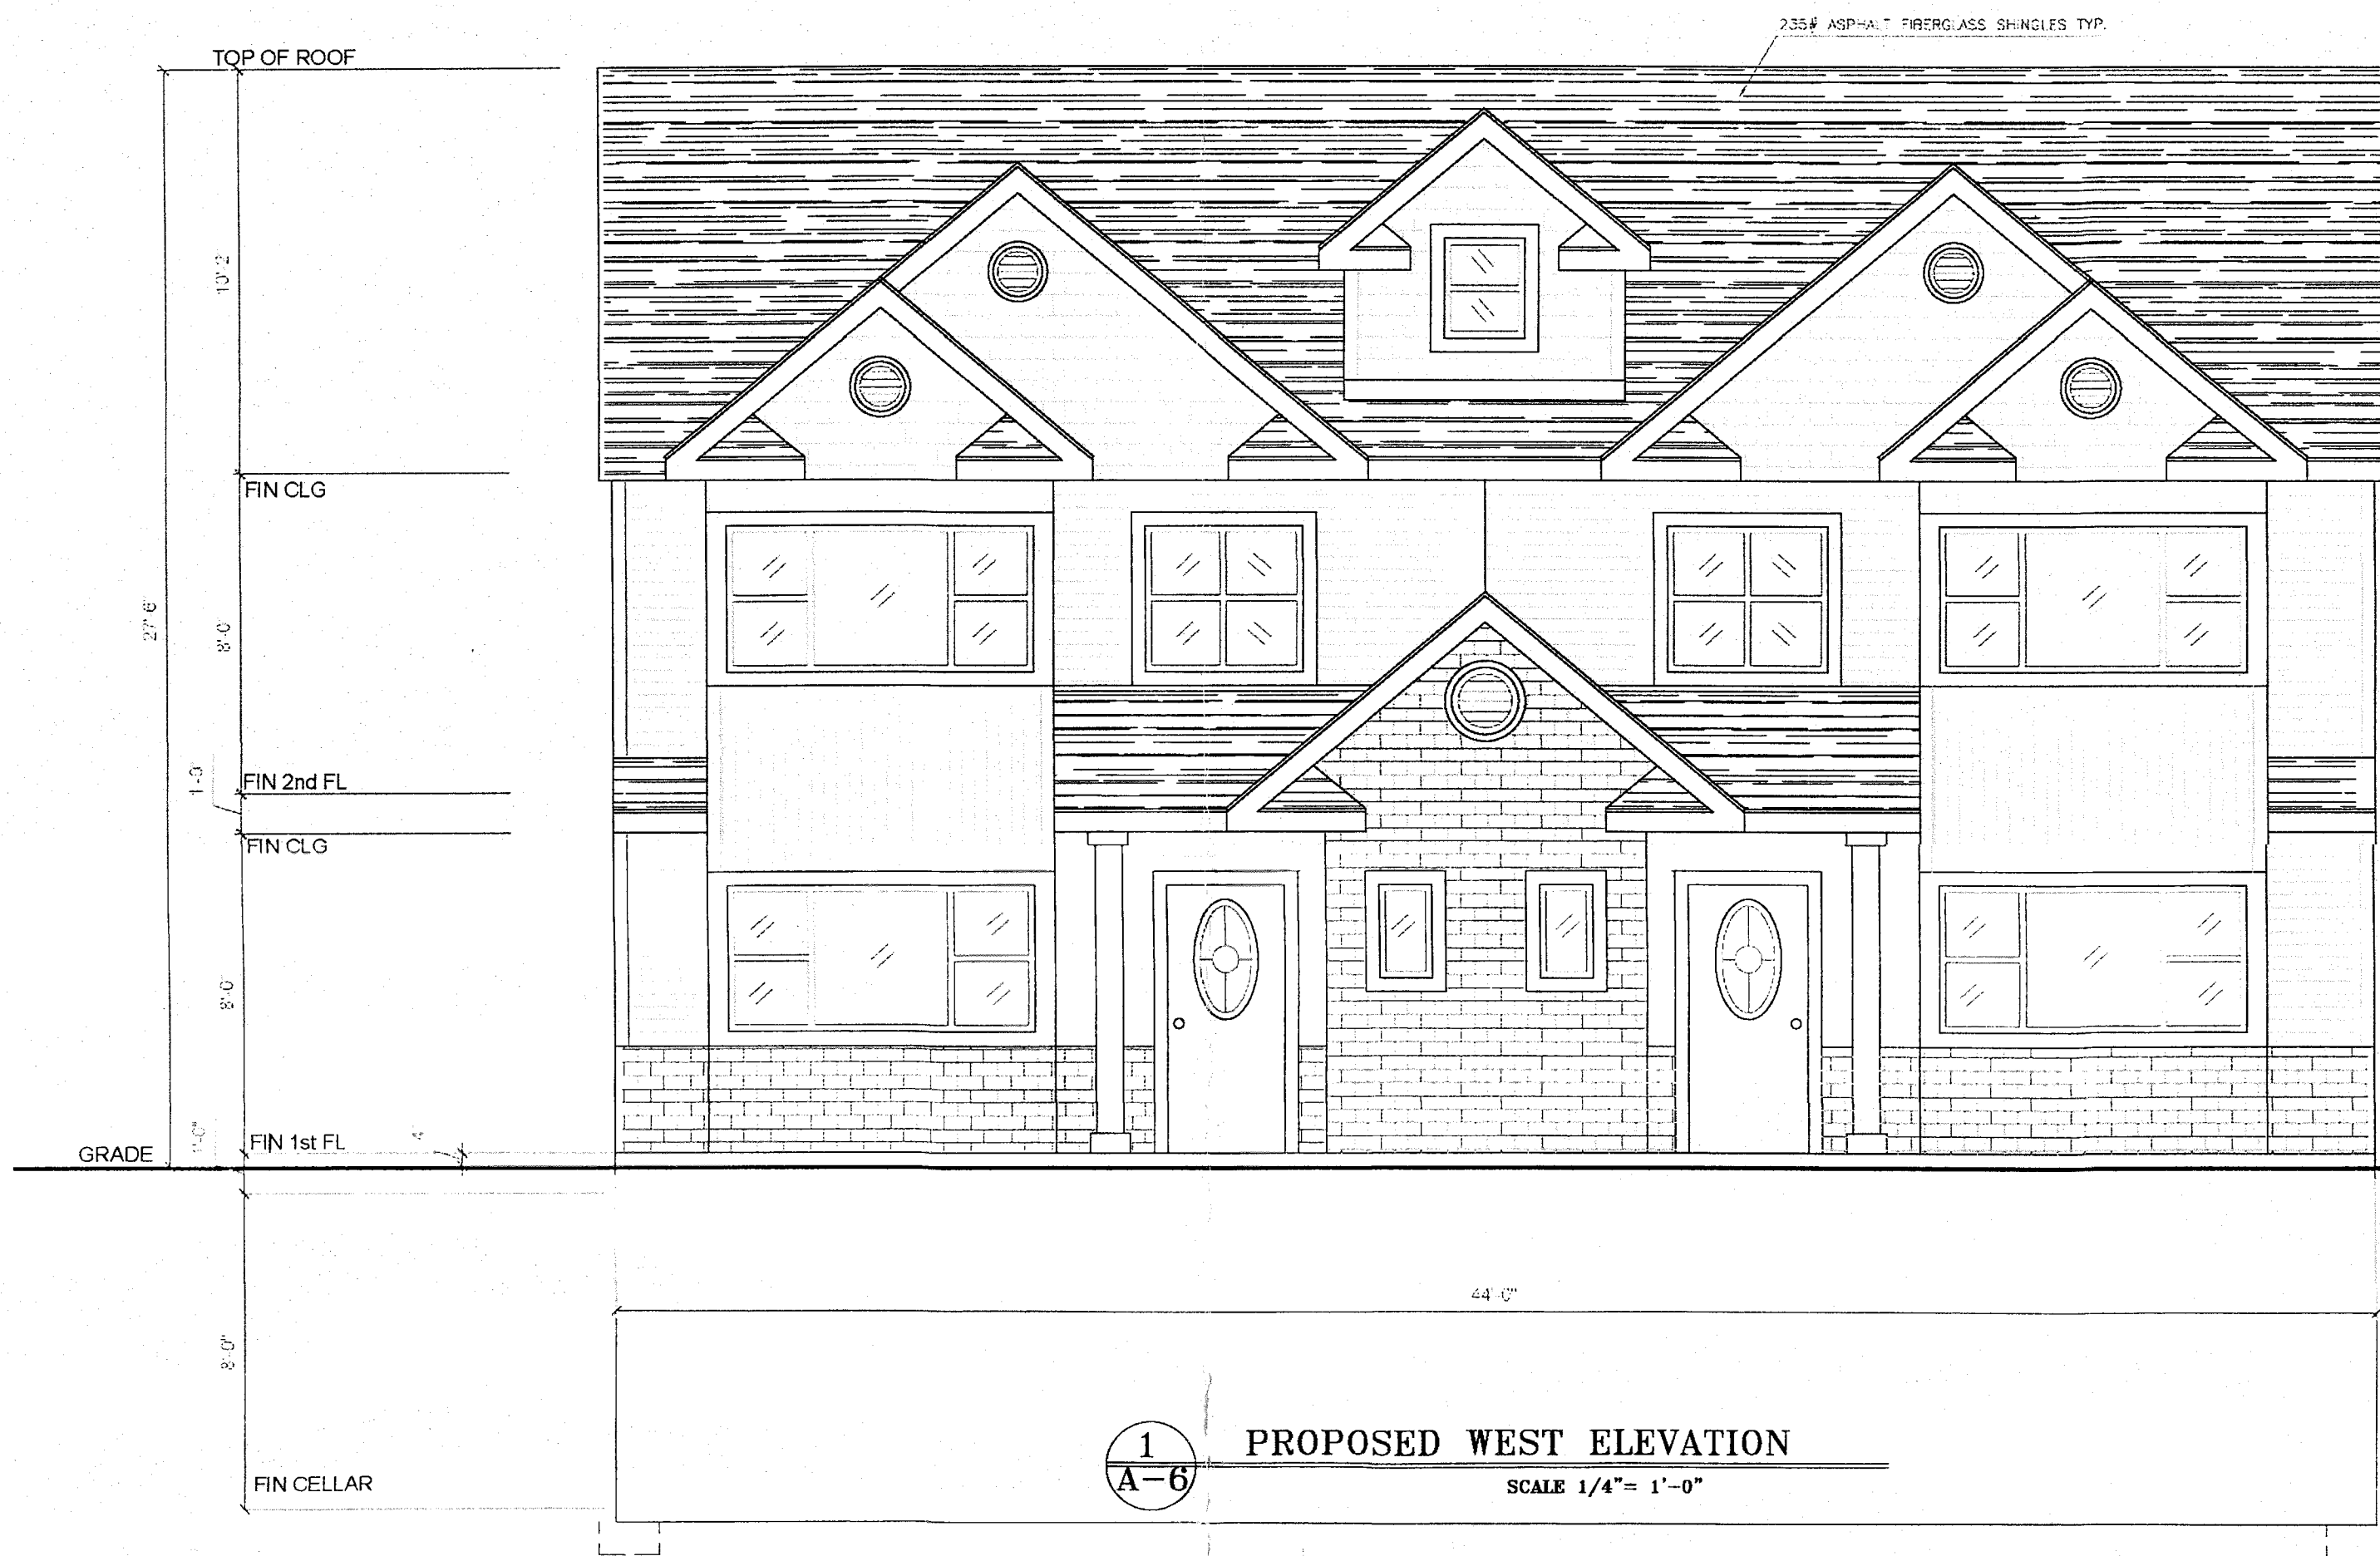 235# ASPHALT FIBERGLASS SHINGLES TYP.
TOP OF ROOF
10' 2
FIN CLG
27' 6'
8'-0'
FIN 2nd FL
FIN CLG
8'-0'
1'-0"
FIN 1st FL
4"
GRADE
44'-0"
8'-0"
FIN CELLAR
1
A-6
PROPOSED WEST ELEVATION
SCALE 1/4"= 1'-0"